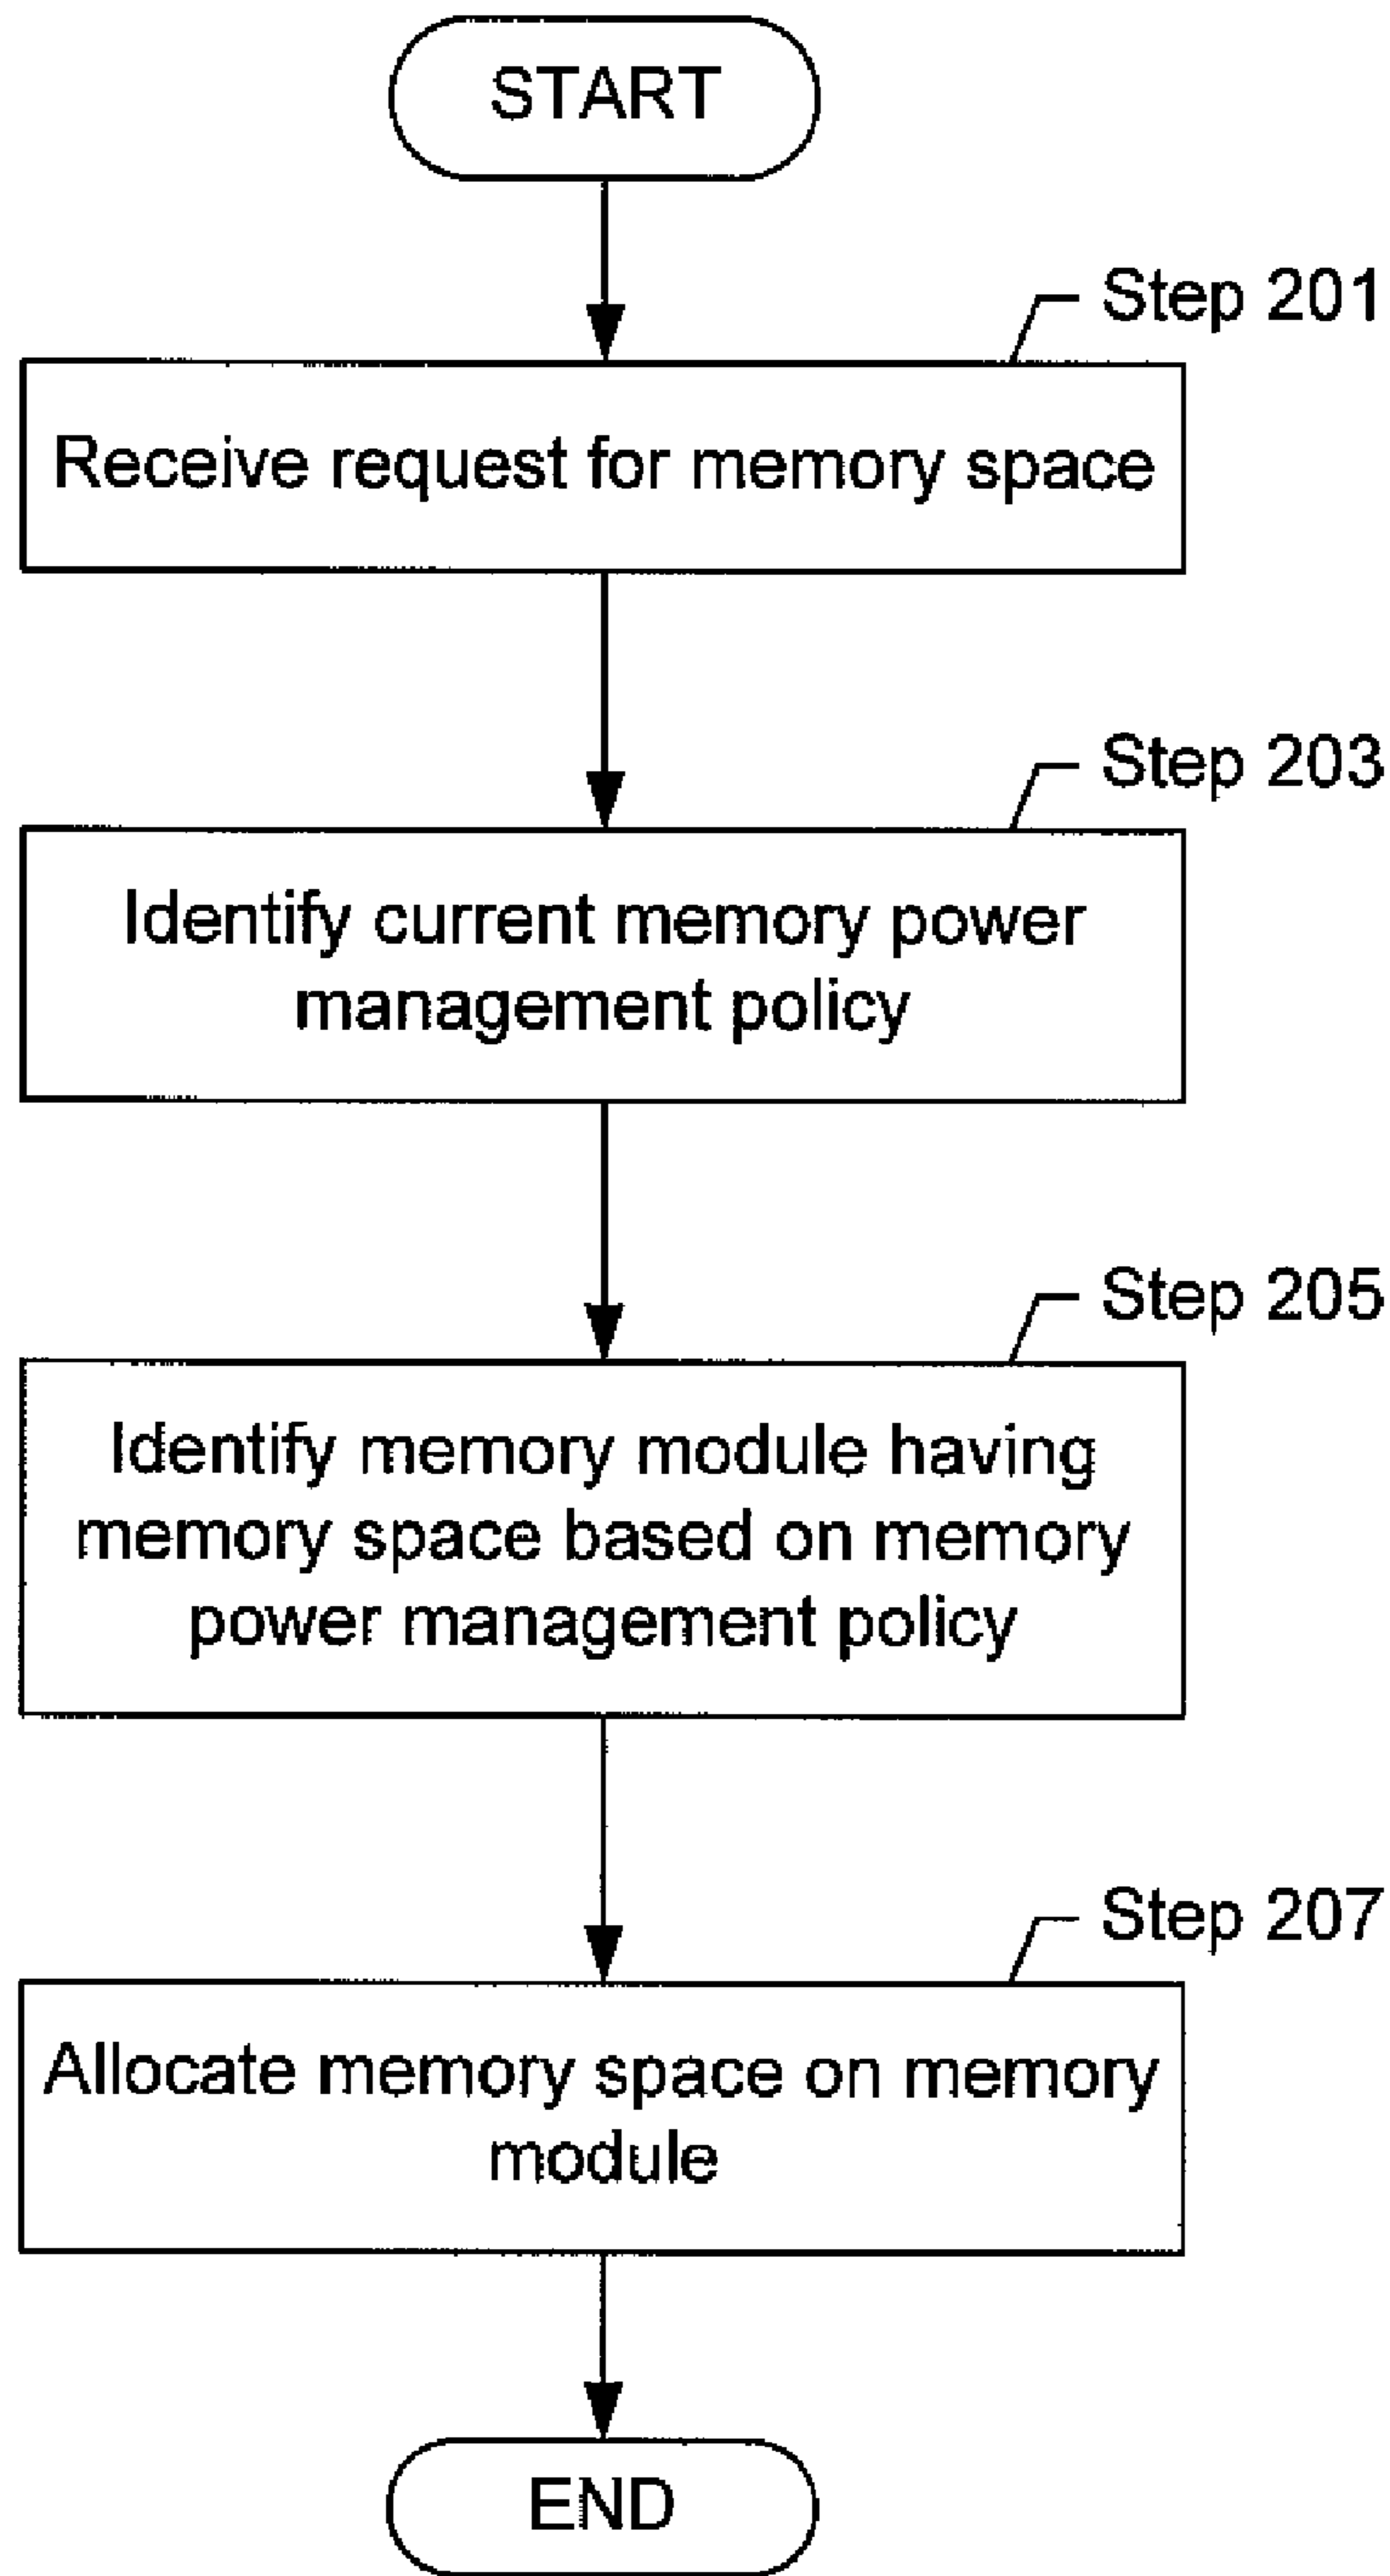 START
Step 201
Receive request for memory space
Step 203
Identify current memory power
management policy
Step 205
Identify memory module having
memory space based on memory
power management policy
Step 207
Allocate memory space on memory
module
END